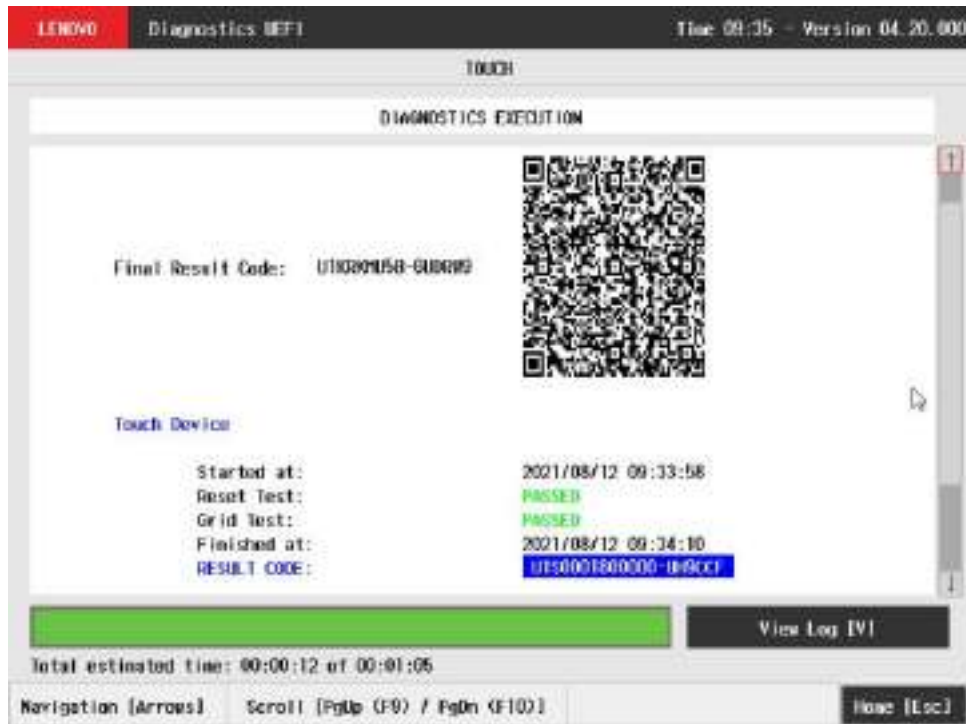 LENOVO Diagnostics UEFI Time 09:35 - Version 04.20.000
TOUCH
DIAGNOSTICS EXECUTION
Final Result Code:
Touch Device
Started at: 2021/08/12 09:33:58
Reset Test: PASSED
Grid Test: PASSED
Finished at: 2021/08/12 09:34:10
RESULT CODE:
View Log [V]
Total estimated time: 00:00:12 of 00:01:05
Navigation [Arrows] Scroll [PgUp (F9) / PgDn (F10)] Home [Esc]